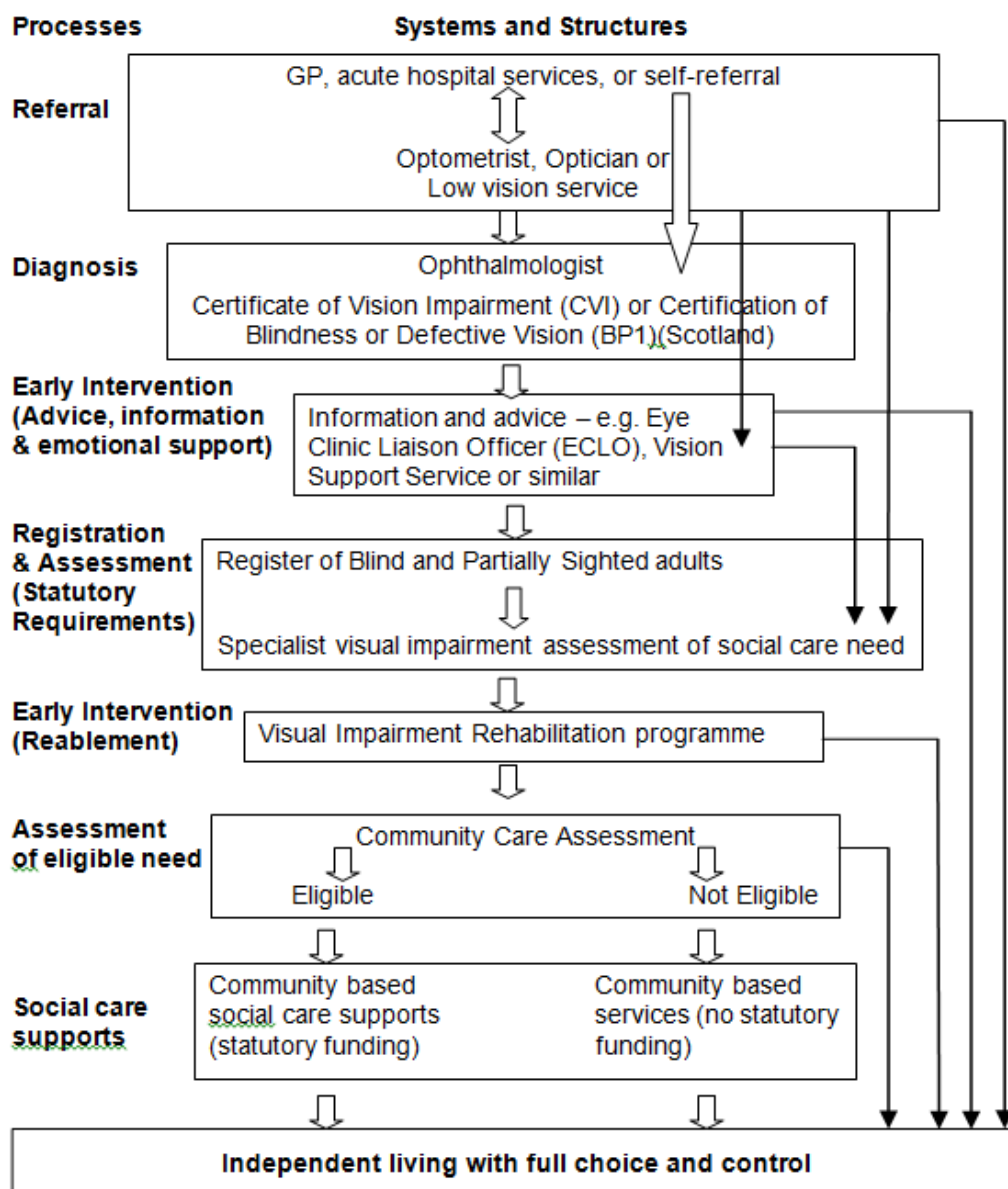 Processes
Systems and Structures
Referral
GP, acute hospital services, or self-referral
Optometrist, Optician or
Low vision service
Diagnosis
Ophthalmologist
Certificate of Vision Impairment (CVI) or Certification of
Blindness or Defective Vision (BP1)(Scotland)
Early Intervention
(Advice, information
& emotional support)
Information and advice – e.g. Eye
Clinic Liaison Officer (ECLO), Vision
Support Service or similar
Registration
& Assessment
(Statutory
Requirements)
Register of Blind and Partially Sighted adults
Specialist visual impairment assessment of social care need
Early Intervention
(Reablement)
Visual Impairment Rehabilitation programme
Assessment
of eligible need
Community Care Assessment
Eligible
Not Eligible
Social care
supports
Community based
social care supports
(statutory funding)
Community based
services (no statutory
funding)
Independent living with full choice and control